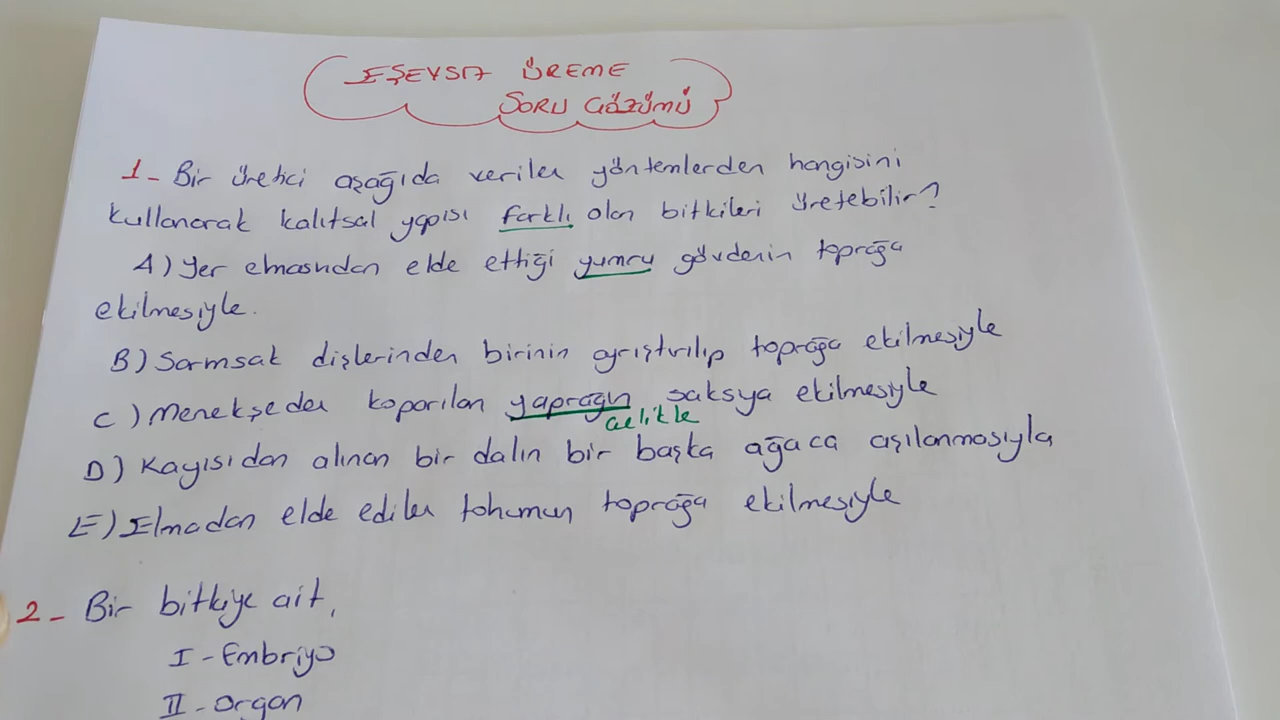 EŞEYSİZ ÜREME
SORU ÇÖZÜMÜ
1- Bir üretici aşağıda verilen yöntemlerden hangisini
kullanarak kalıtsal yapısı farklı olan bitkileri üretebilir?
A) Yer elmasından elde ettiği yumru gövdenin toprağa
ekilmesiyle.
B) Sarmsak dişlerinden birinin ayrıştırılıp toprağa ekilmesiyle
C) Menekşeden koparılan yaprağın saksıya ekilmesiyle
çelikle
D) Kayısıdan alınan bir dalın bir başka ağaca aşılanmasıyla
E) Elmadan elde edilen tohumun toprağa ekilmesiyle
2- Bir bitkiye ait,
I - Embriyo
II - Organ